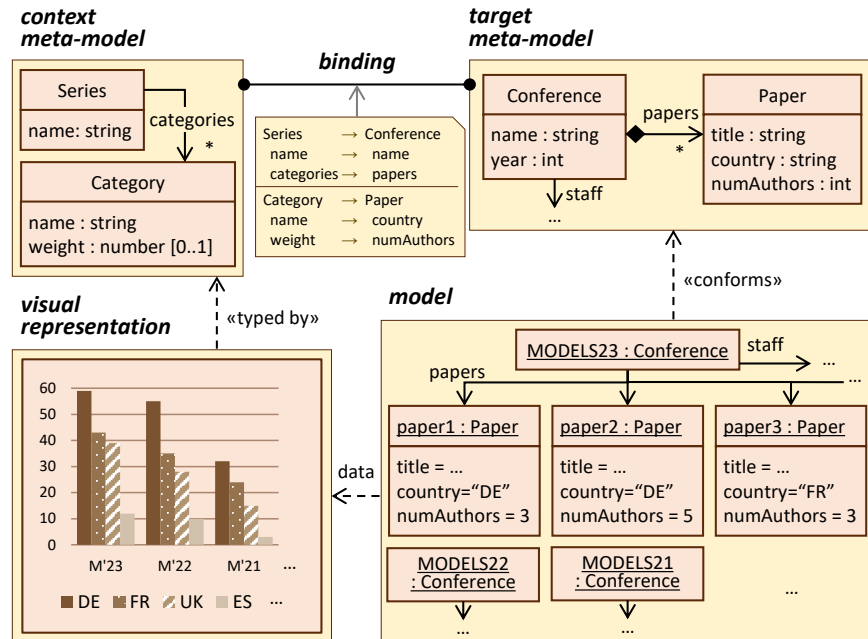 context
meta-model
Series
name: string
categories
*
Category
name : string
weight : number [0..1]
binding
Series → Conference
name → name
categories → papers
Category → Paper
name → country
weight → numAuthors
target
meta-model
Conference
name : string
year : int
papers
*
staff
...
Paper
title : string
country : string
numAuthors : int
«typed by»
«conforms»
visual
representation
60
50
40
30
20
10
0
M'23
M'22
M'21
...
DE
FR
UK
ES
...
data
model
MODELS23 : Conference
staff
...
papers
...
paper1 : Paper
title = ...
country=“DE”
numAuthors = 3
paper2 : Paper
title = ...
country=“DE”
numAuthors = 5
paper3 : Paper
title = ...
country=“FR”
numAuthors = 3
MODELS22
: Conference
...
MODELS21
: Conference
...
...